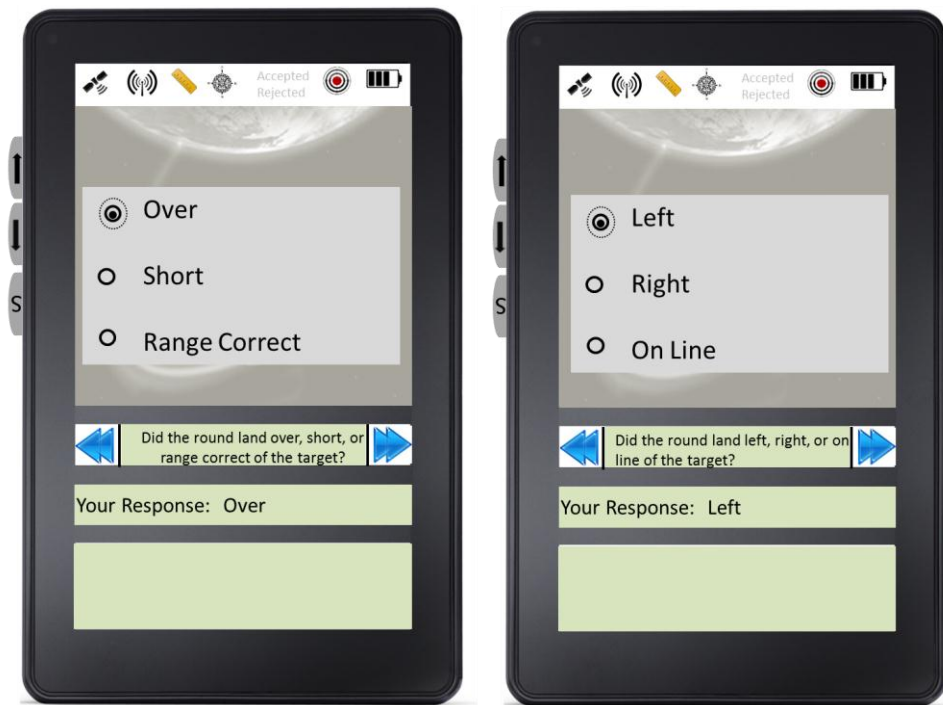 Accepted
Rejected
Over
Short
Range Correct
Did the round land over, short, or
range correct of the target?
Your Response: Over
S
Accepted
Rejected
Left
Right
On Line
Did the round land left, right, or on
line of the target?
Your Response: Left
S